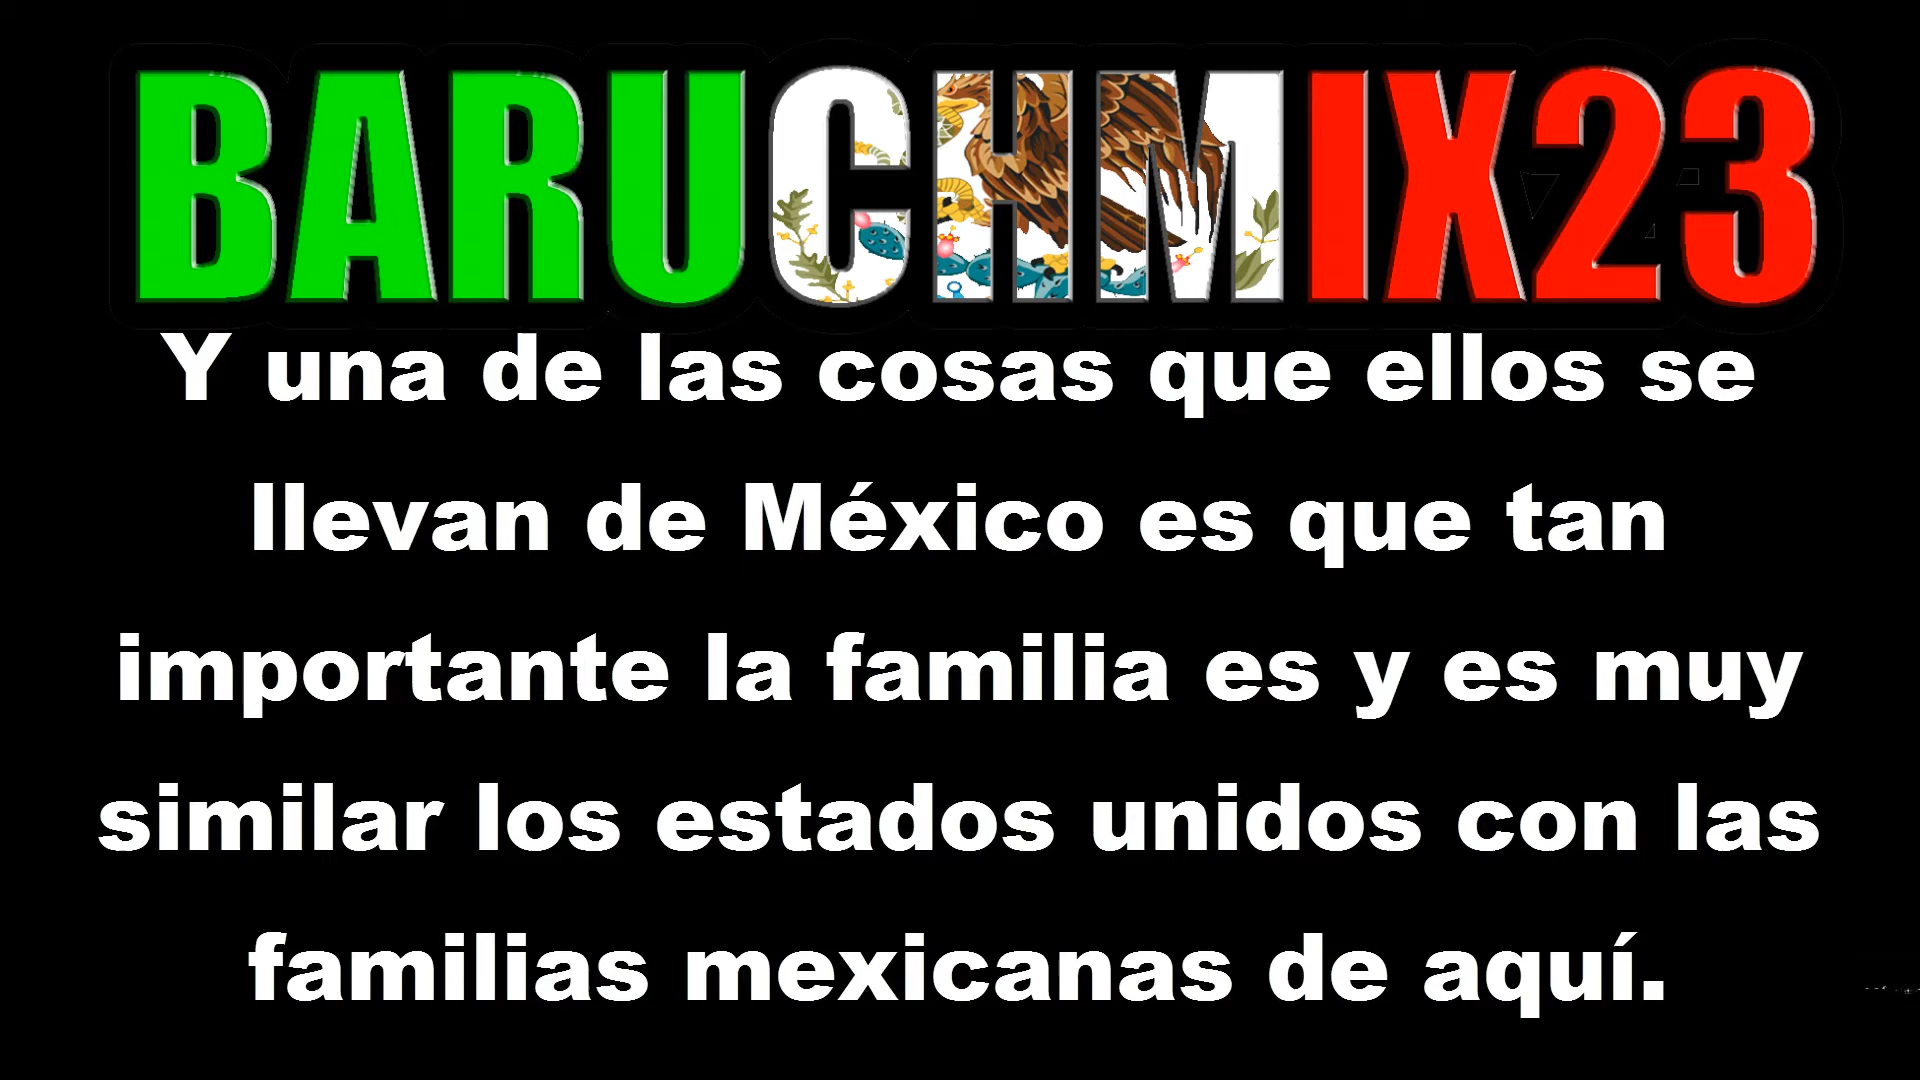 BARUCHMIX23
Y una de las cosas que ellos se
llevan de México es que tan
importante la familia es y es muy
similar los estados unidos con las
familias mexicanas de aquí.